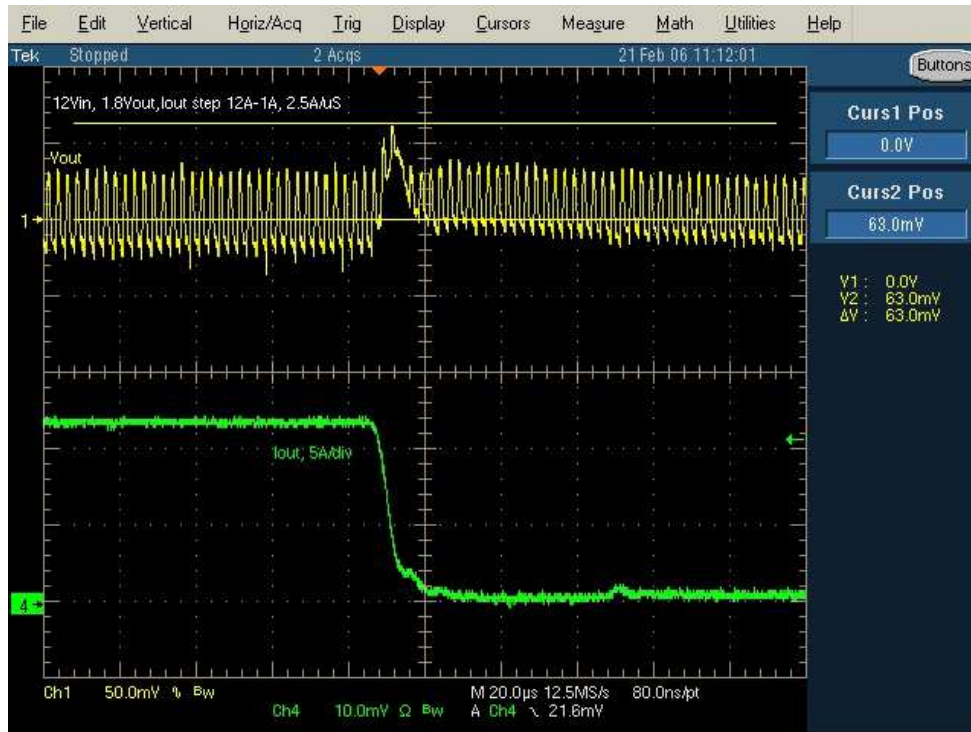 File Edit Vertical Horiz/Acq Trig Display Cursors Measure Math Utilities Help
Tek Stopped 2 Acqs 21 Feb 06 11:12:01
Buttons
12Vin, 1.8Vout,Iout step 12A-1A, 2.5A/uS
Curs1 Pos
0.0V
Vout
Curs2 Pos
63.0mV
1
V1 : 0.0V
V2 : 63.0mV
ΔV : 63.0mV
Iout, 5A/div
4
Ch1 50.0mV Bw M 20.0µs 12.5MS/s 80.0ns/pt
Ch4 10.0mV Ω Bw A Ch4 21.6mV